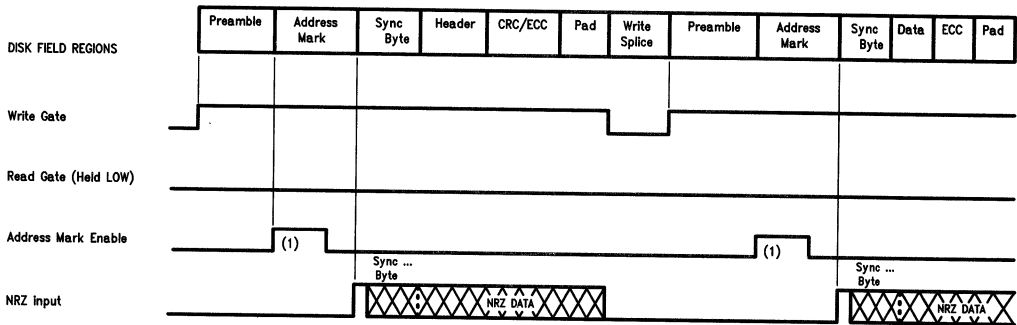 Preamble Address Mark Sync Byte Header CRC/ECC Pad Write Splice Preamble Address Mark Sync Byte Data ECC Pad
DISK FIELD REGIONS
Write Gate
Read Gate (Held LOW)
Address Mark Enable (1) (1)
Sync ... Byte Sync ... Byte
NRZ input NRZ DATA NRZ DATA